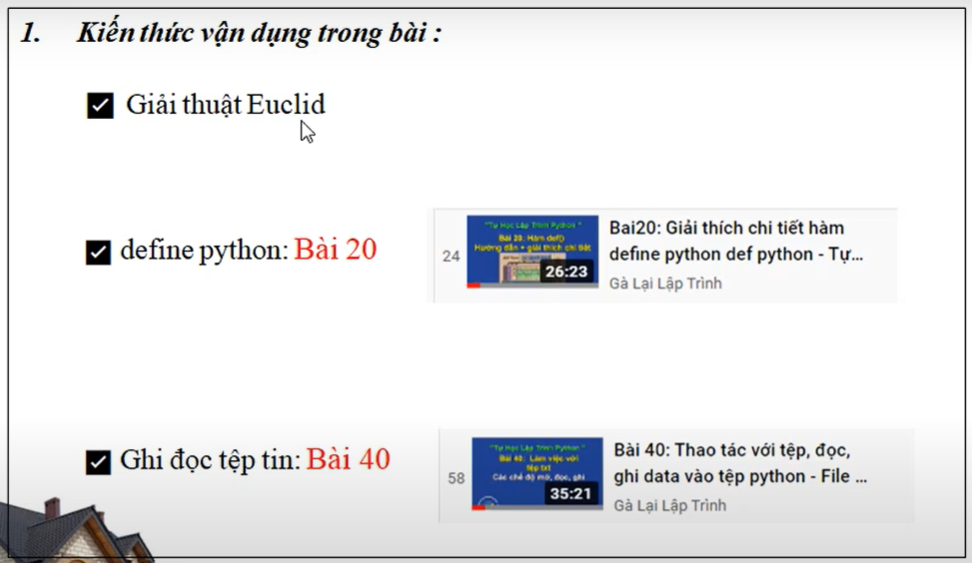 1. Kiến thức vận dụng trong bài :
Giải thuật Euclid
define python: Bài 20
24
"Tự Học Lập Trình Python"
Bài 20. Hàm def()
Hướng dẫn + giải thích chi tiết
26:23
Bai20: Giải thích chi tiết hàm
define python def python - Tự...
Gà Lại Lập Trình
Ghi đọc tệp tin: Bài 40
58
"Tự Học Lập Trình Python"
Bài 40: Làm việc với
tệp txt
Các chế độ mở, đọc, ghi
35:21
Bài 40: Thao tác với tệp, đọc,
ghi data vào tệp python - File ...
Gà Lại Lập Trình